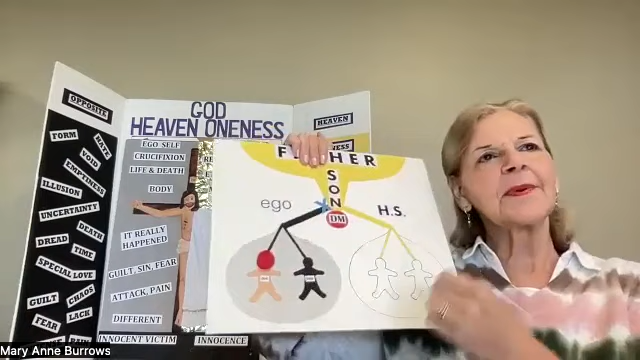 OPPOSITE
FORM
HATE
VOID
EMPTINESS
ILLUSION
UNCERTAINTY
DEATH
DREAD
TIME
SPECIAL LOVE
GUILT
CHAOS
FEAR
LACK
PAIN
GOD
HEAVEN ONENESS
EGO SELF
CRUCIFIXION
LIFE & DEATH
BODY
IT REALLY
HAPPENED
GUILT, SIN, FEAR
ATTACK, PAIN
DIFFERENT
INNOCENT VICTIM
INNOCENCE
HEAVEN
F HER
SON
ego
H.S.
DM
Mary Anne Burrows